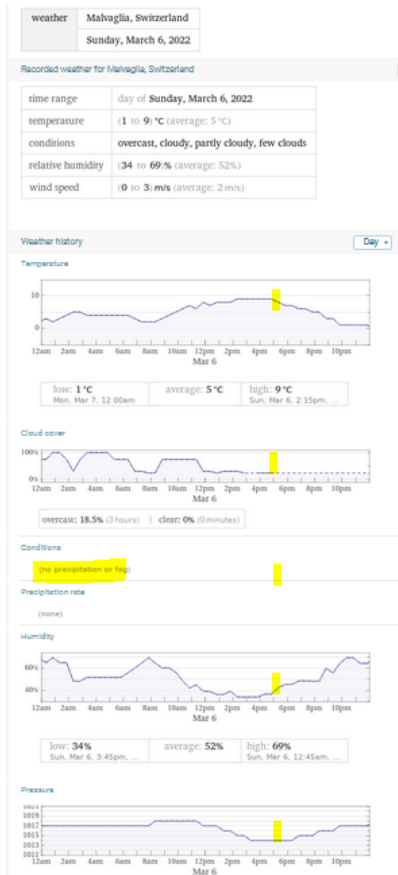 weather Malvaglia, Switzerland
Sunday, March 6, 2022
Recorded weather for Malvaglia, Switzerland
time range day of Sunday, March 6, 2022
temperature (1 to 9) °C (average: 5 °C)
conditions overcast, cloudy, partly cloudy, few clouds
relative humidity (34 to 69)% (average: 52%)
wind speed (0 to 3) m/s (average: 2 m/s)
Weather history Day
Temperature
10
0
12am 2am 4am 6am 8am 10am 12pm 2pm 4pm 6pm 8pm 10pm
Mar 6
low: 1 °C average: 5 °C high: 9 °C
Mon, Mar 7, 12:00am Sun, Mar 6, 2:15pm, ...
Cloud cover
100%
0%
12am 2am 4am 6am 8am 10am 12pm 2pm 4pm 6pm 8pm 10pm
Mar 6
overcast: 18.5% (3 hours) | clear: 0% (0 minutes)
Conditions
(no precipitation or fog)
Precipitation rate
(none)
Humidity
60%
40%
12am 2am 4am 6am 8am 10am 12pm 2pm 4pm 6pm 8pm 10pm
Mar 6
low: 34% average: 52% high: 69%
Sun, Mar 6, 3:45pm, ... Sun, Mar 6, 12:45am, ...
Pressure
1021
1019
1017
1015
1013
1011
12am 2am 4am 6am 8am 10am 12pm 2pm 4pm 6pm 8pm 10pm
Mar 6